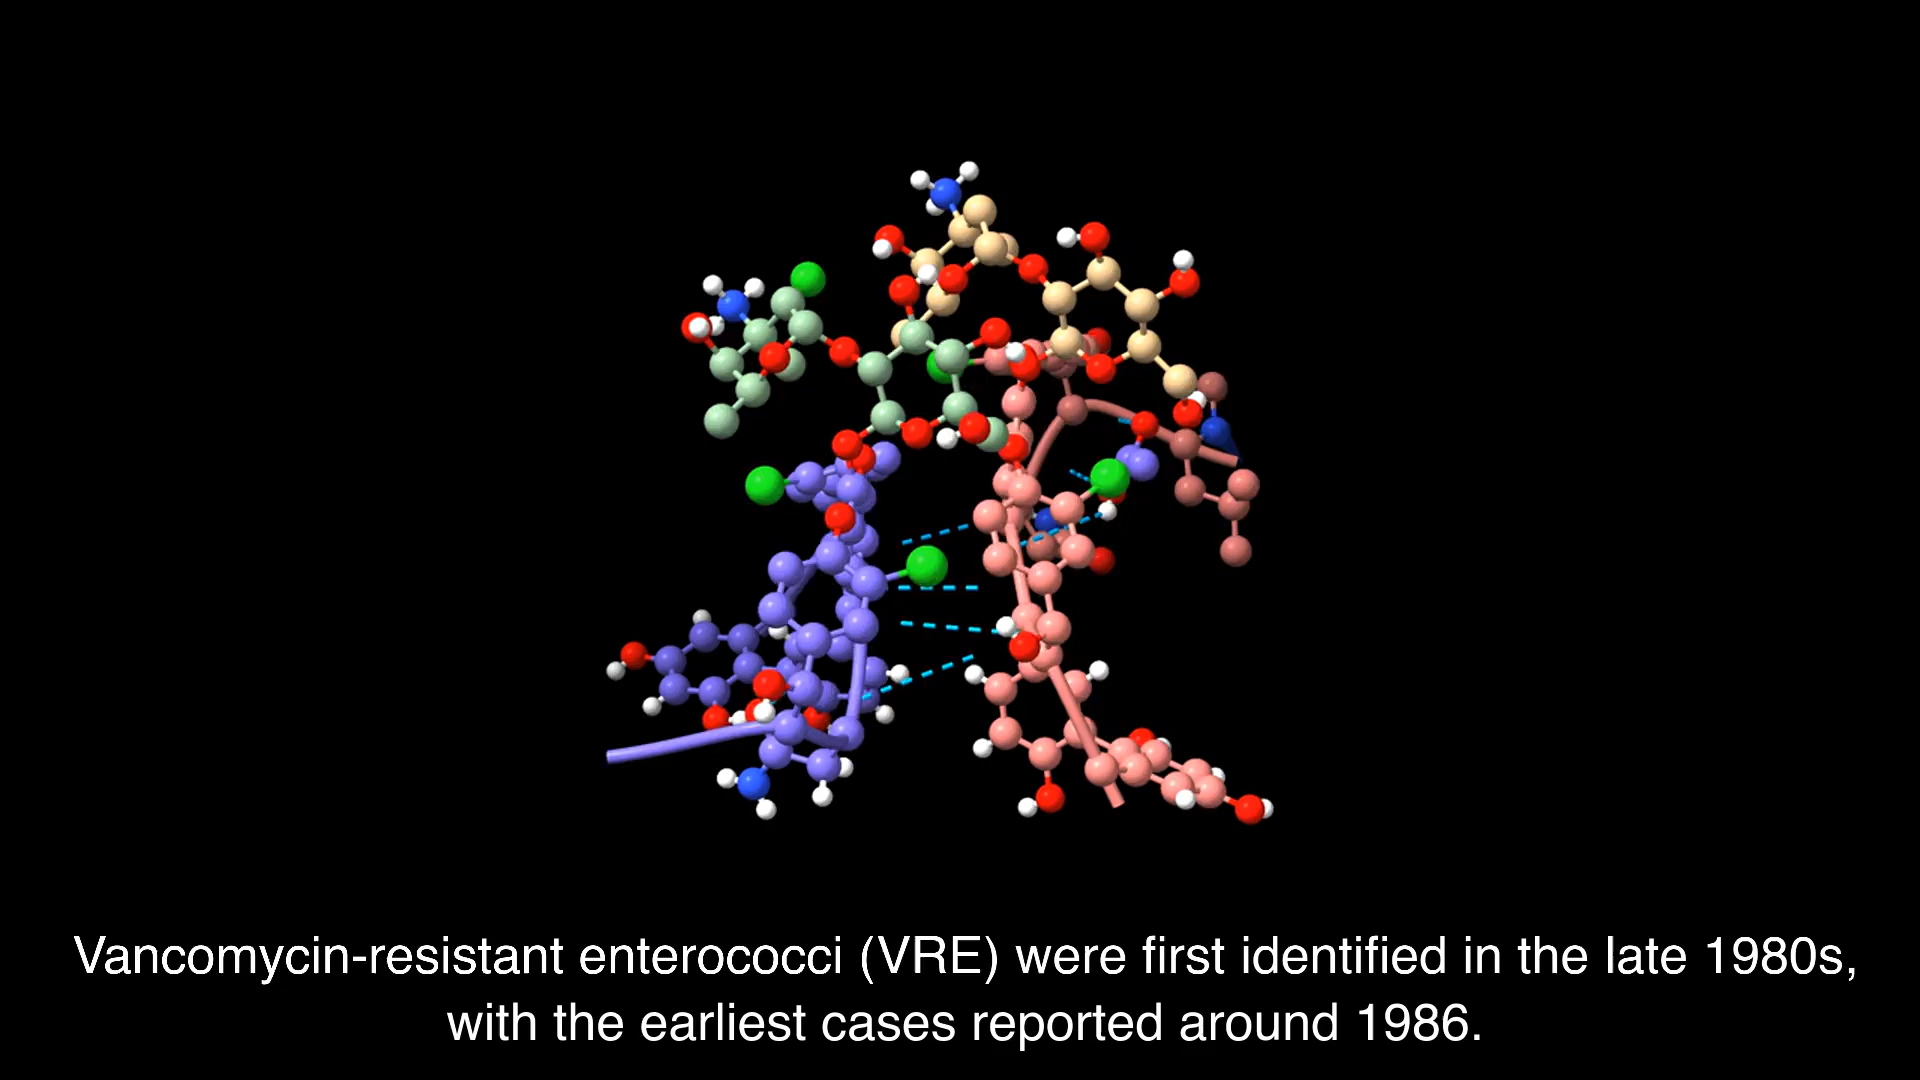 Vancomycin-resistant enterococci (VRE) were first identified in the late 1980s,
with the earliest cases reported around 1986.